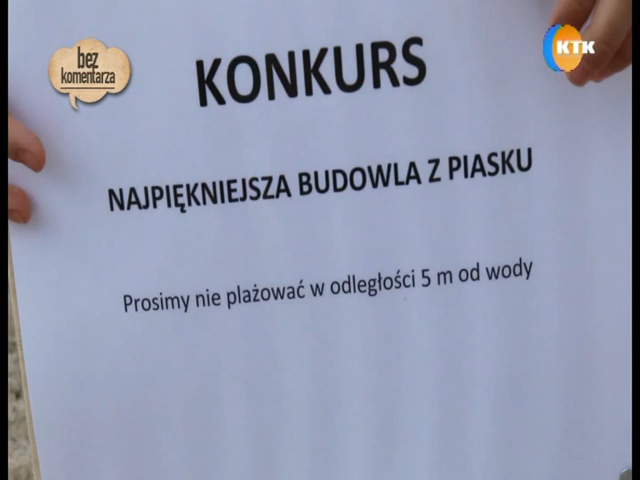 bez
komentarza
KTK
KONKURS
NAJPIĘKNIEJSZA BUDOWLA Z PIASKU
Prosimy nie plażować w odległości 5 m od wody